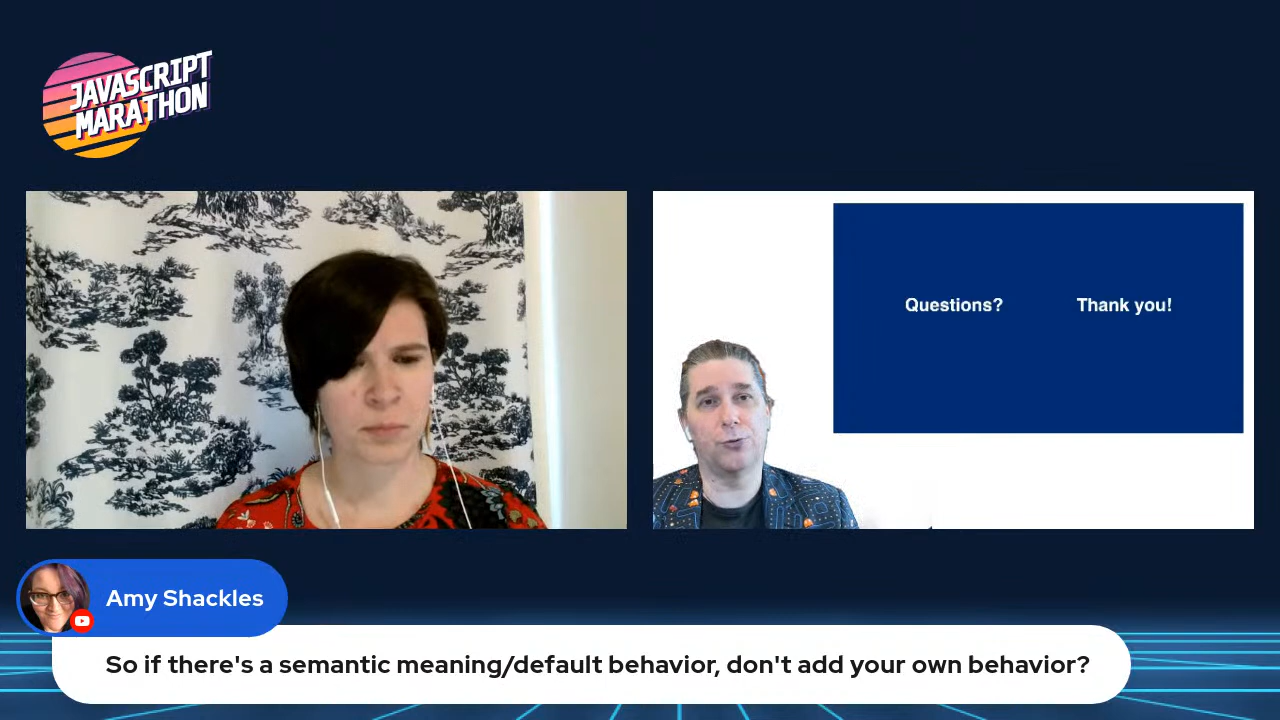 JAVASCRIPT
MARATHON
Questions?
Thank you!
Amy Shackles
So if there's a semantic meaning/default behavior, don't add your own behavior?